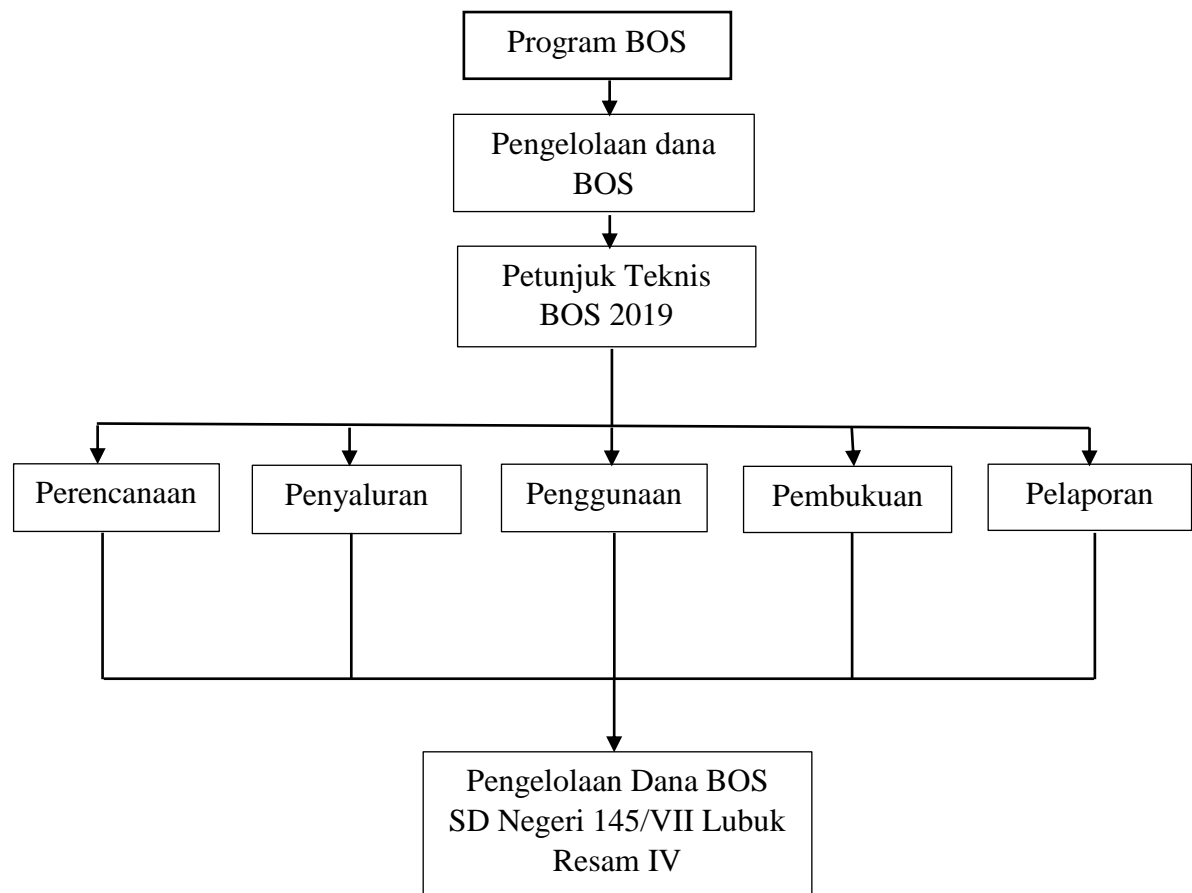 Program BOS
Pengelolaan dana
BOS
Petunjuk Teknis
BOS 2019
Perencanaan
Penyaluran
Penggunaan
Pembukuan
Pelaporan
Pengelolaan Dana BOS
SD Negeri 145/VII Lubuk
Resam IV